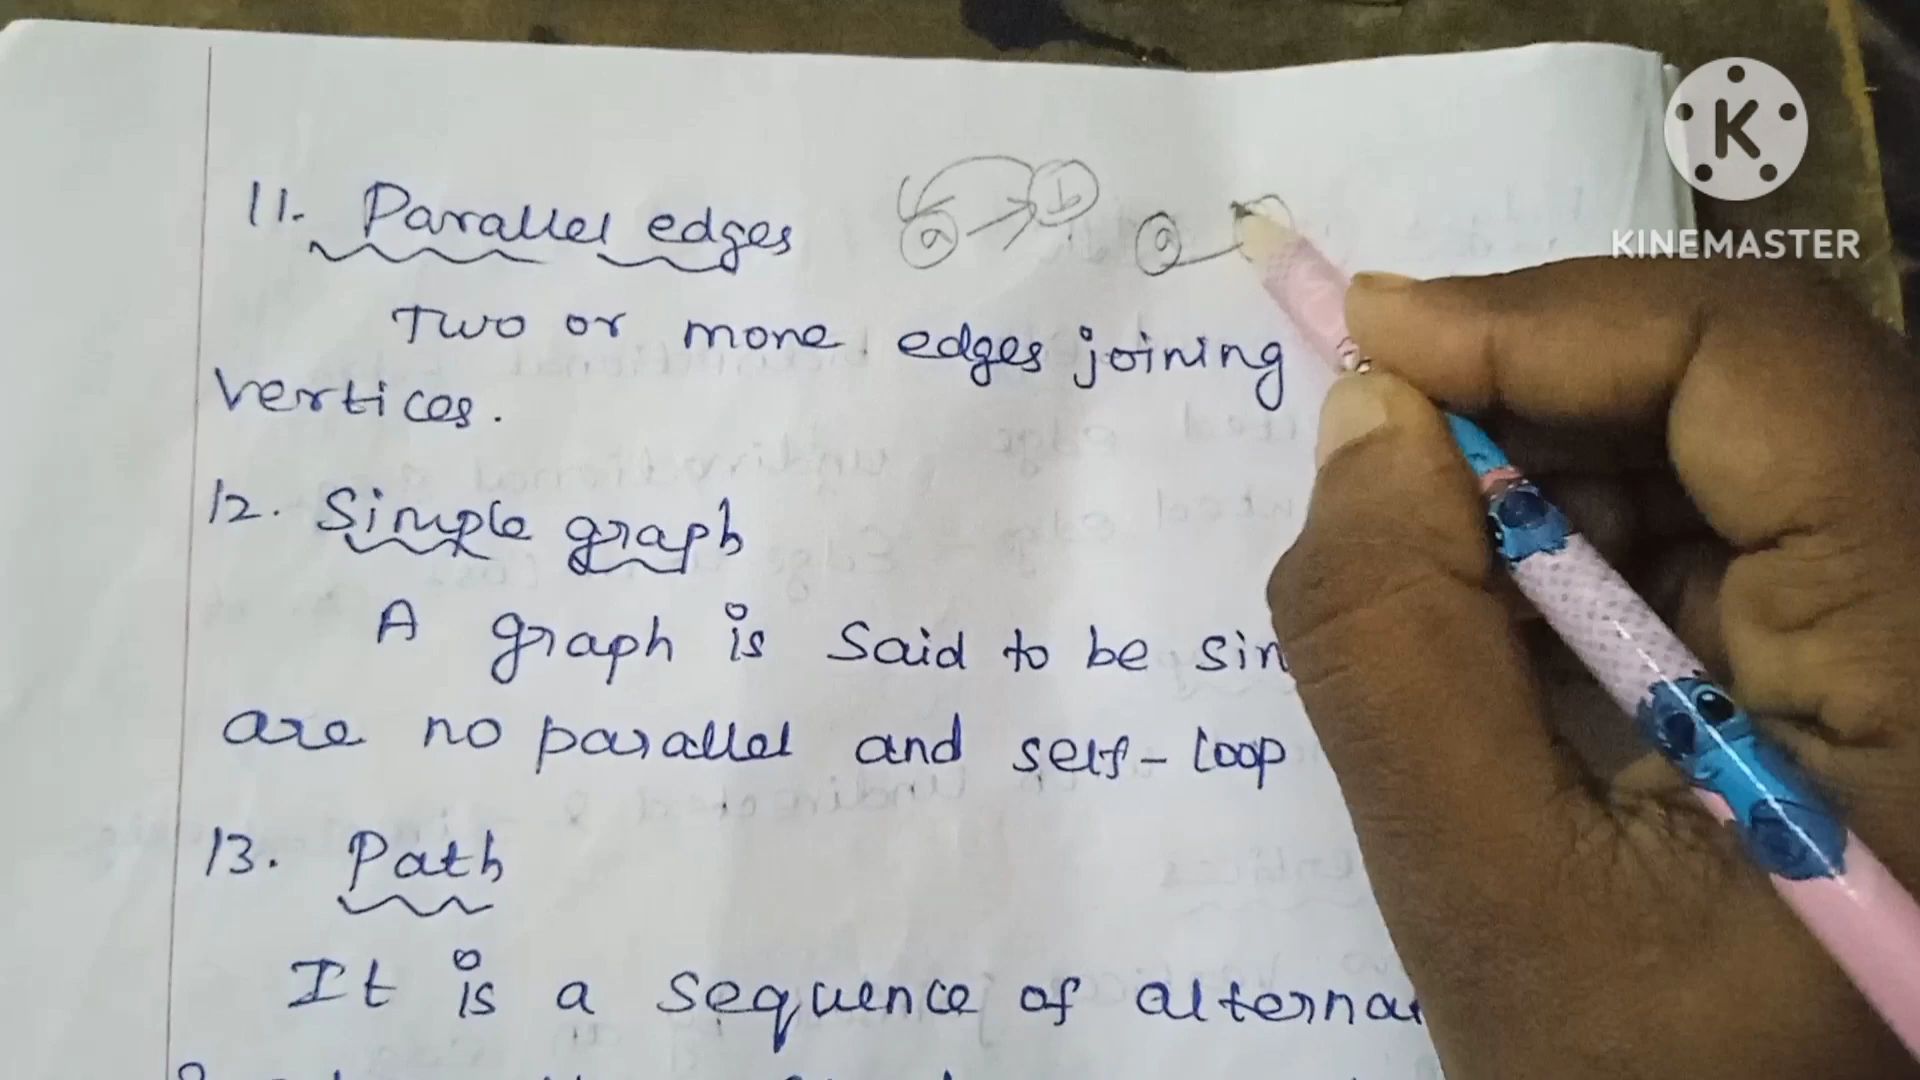 11. Parallel edges
a b a
Two or more edges joining
vertices.
12. Simple graph
A graph is said to be sin
are no parallel and self-loop
13. Path
It is a sequence of alterna
K
KINEMASTER